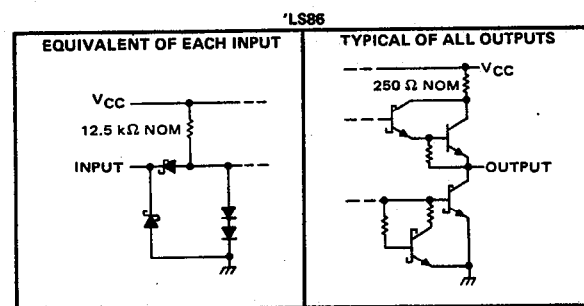 'LS86
EQUIVALENT OF EACH INPUT
TYPICAL OF ALL OUTPUTS
VCC
12.5 kΩ NOM
INPUT
VCC
250 Ω NOM
OUTPUT